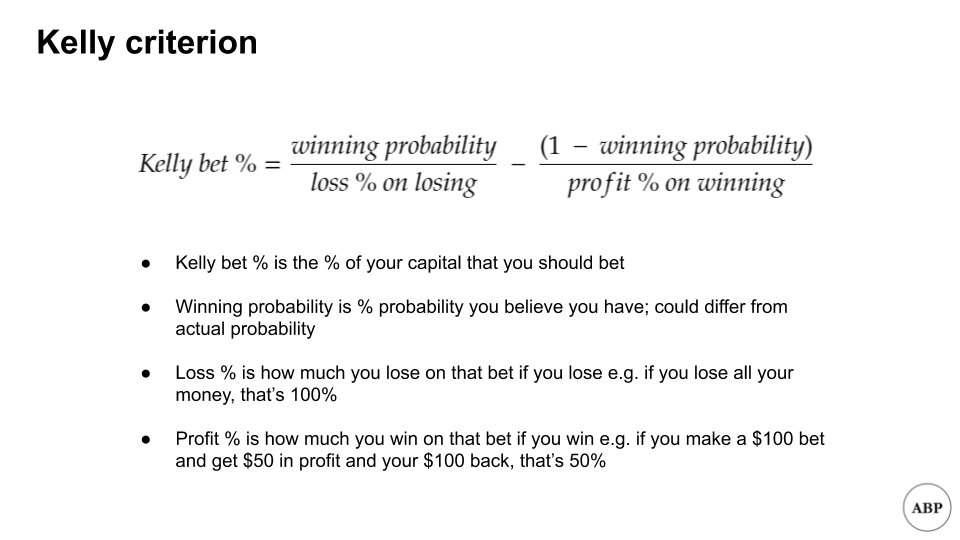 Kelly criterion
Kelly bet % = winning probability / loss % on losing − (1 − winning probability) / profit % on winning
● Kelly bet % is the % of your capital that you should bet
● Winning probability is % probability you believe you have; could differ from
actual probability
● Loss % is how much you lose on that bet if you lose e.g. if you lose all your
money, that’s 100%
● Profit % is how much you win on that bet if you win e.g. if you make a $100 bet
and get $50 in profit and your $100 back, that’s 50%
ABP